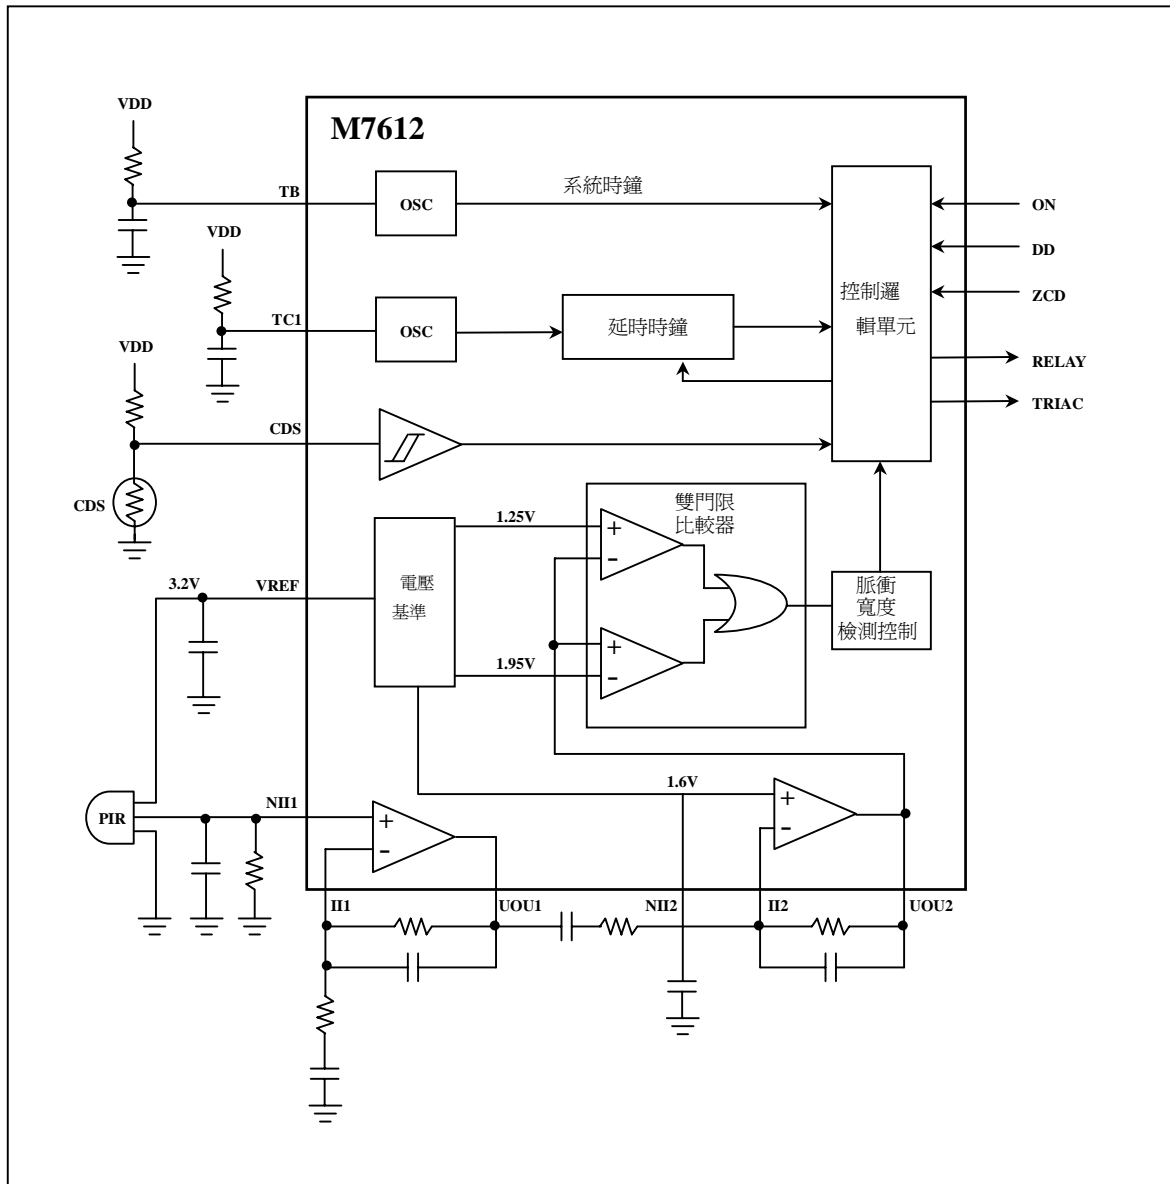 VDD
M7612
TB
OSC
系統時鐘
ON
VDD
DD
ZCD
控制邏
輯單元
TC1
OSC
延时時鐘
VDD
RELAY
TRIAC
CDS
CDS
雙門限
比較器
1.25V
+
-
3.2V
VREF
電壓
基準
脈衝
寬度
檢測控制
+
-
1.95V
1.6V
PIR
NII1
+
-
+
-
II1
UOU1
NII2
II2
UOU2